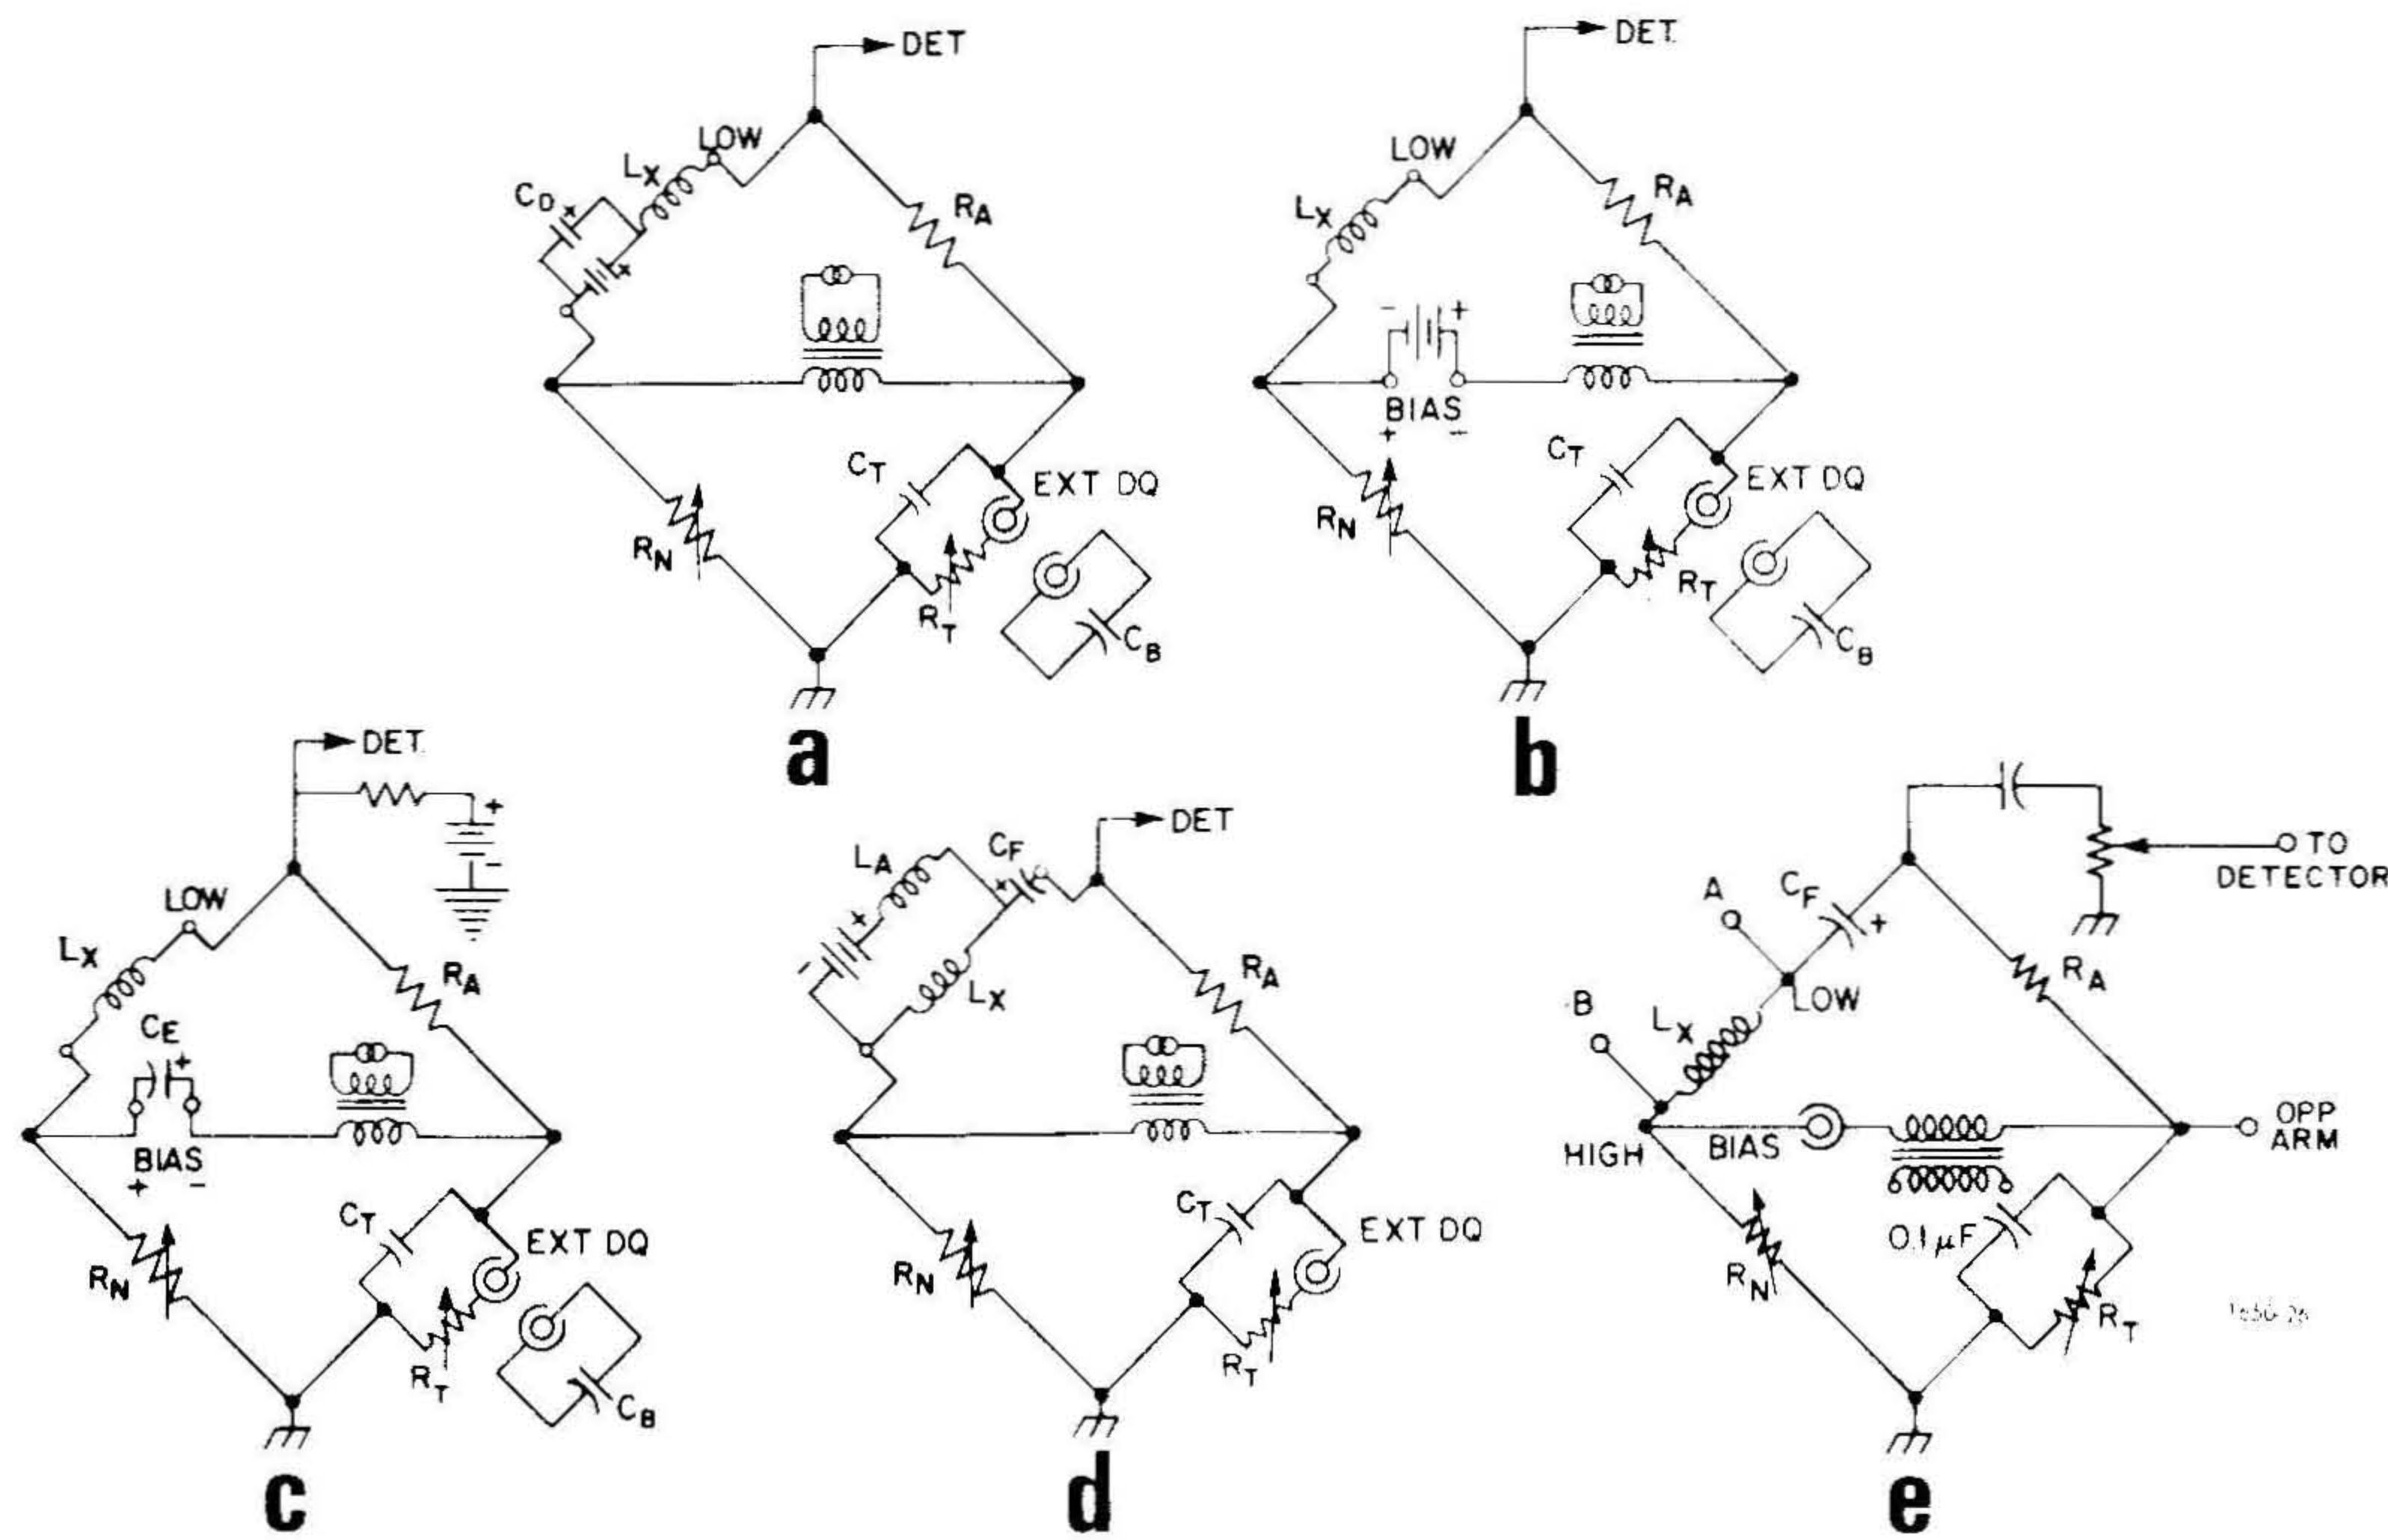 DET
LOW
LX
CD
+
+
RA
CT
EXT DQ
RN
RT
CB
a
DET.
LOW
LX
RA
- +
BIAS
+ -
CT
EXT DQ
RN
RT
CB
b
DET.
+
-
LOW
LX
RA
CE
+
BIAS
+ -
CT
EXT DQ
RN
RT
CB
c
DET
LA
CF
+
+
-
LX
RA
CT
EXT DQ
RN
RT
d
A
CF
+
TO
DETECTOR
RA
LOW
B
LX
HIGH
BIAS
OPP
ARM
0.1 μF
RN
RT
e